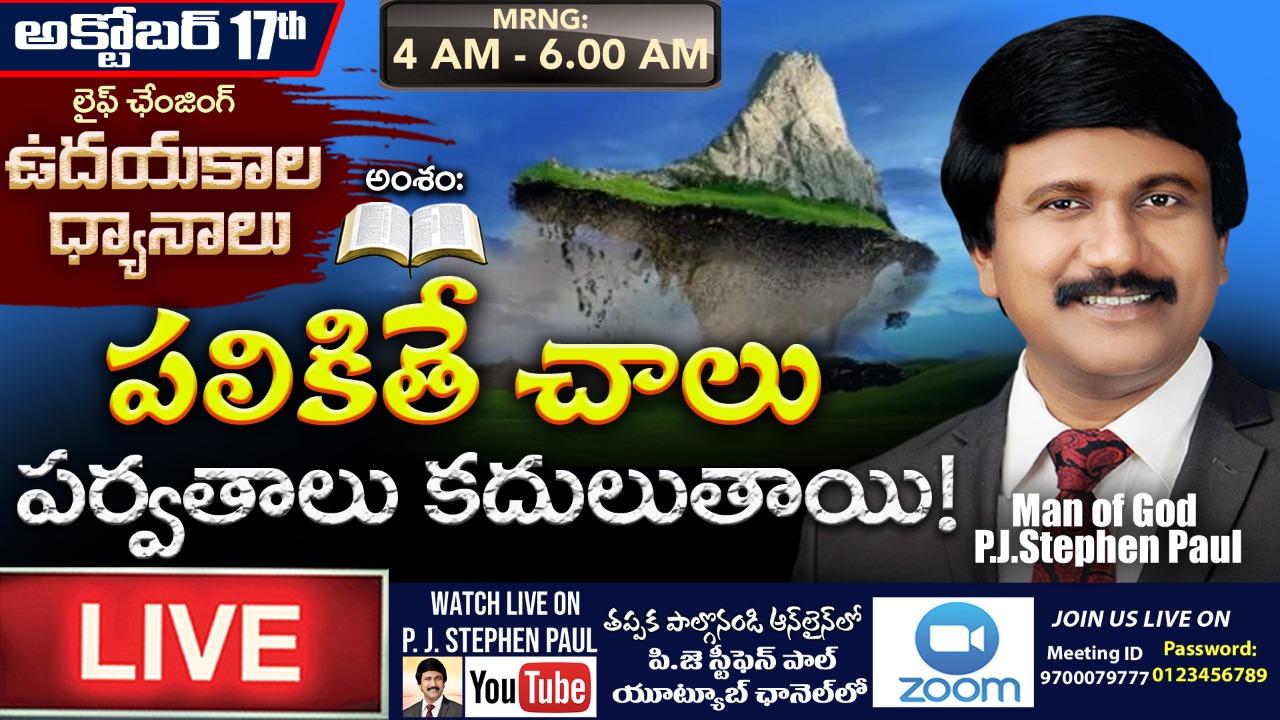 అక్టోబర్ 17th
MRNG:
4 AM - 6.00 AM
లైఫ్ ఛేంజింగ్
ఉదయకాల
ధ్యానాలు
అంశం:
పలికితే చాలు
పర్వతాలు కదులుతాయి!
Man of God
P.J.Stephen Paul
LIVE
WATCH LIVE ON
P. J. STEPHEN PAUL
YouTube
తప్పక పాల్గొనండి ఆన్‌లైన్‌లో
పి.జె స్టీఫెన్ పాల్
యూట్యూబ్ ఛానెల్‌లో
zoom
JOIN US LIVE ON
Meeting ID
9700079777
Password:
0123456789